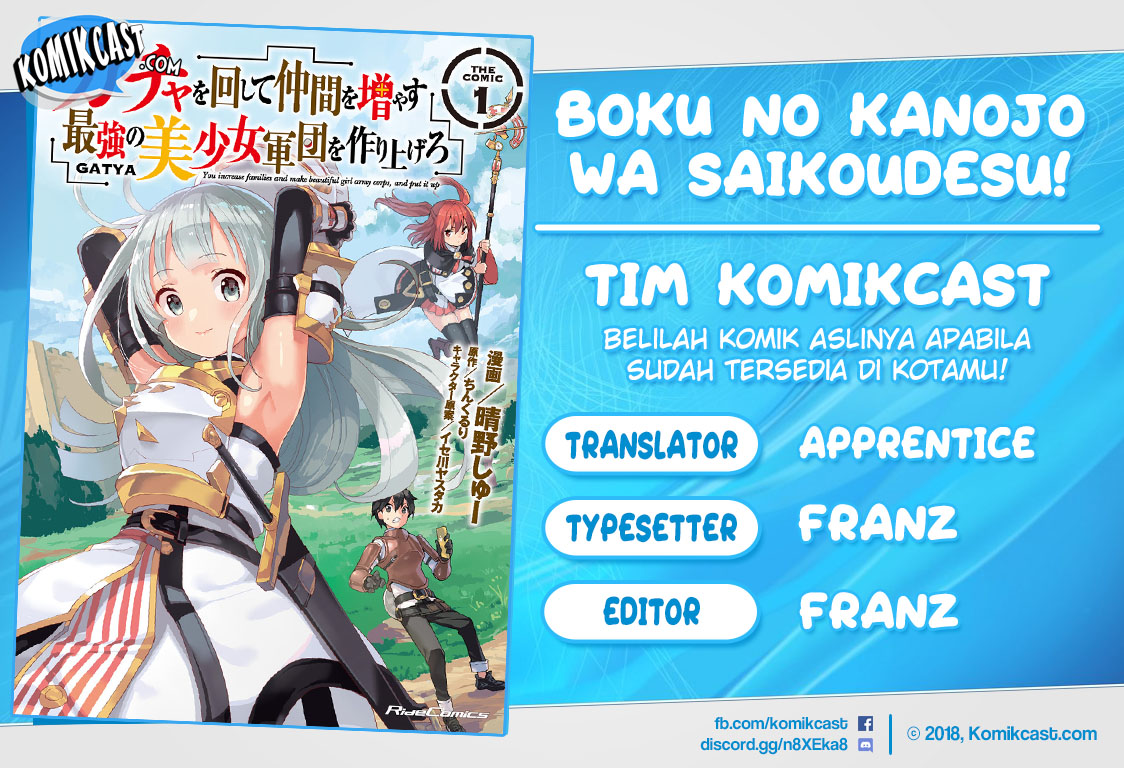 KOMIKCAST
.COM
ガチャを回して仲間を増やす
最強の美少女軍団を作り上げろ
GATYA
You increase families and make beautiful girl army corps, and put it up
THE
COMIC
1
漫画/晴野しゅー
原作/ちんくるり
キャラクター原案/イセ川ヤスタカ
RideComics
BOKU NO KANOJO
WA SAIKOUDESU!
TIM KOMIKCAST
BELILAH KOMIK ASLINYA APABILA
SUDAH TERSEDIA DI KOTAMU!
TRANSLATOR APPRENTICE
TYPESETTER FRANZ
EDITOR FRANZ
fb.com/komikcast
discord.gg/n8XEka8
© 2018, Komikcast.com